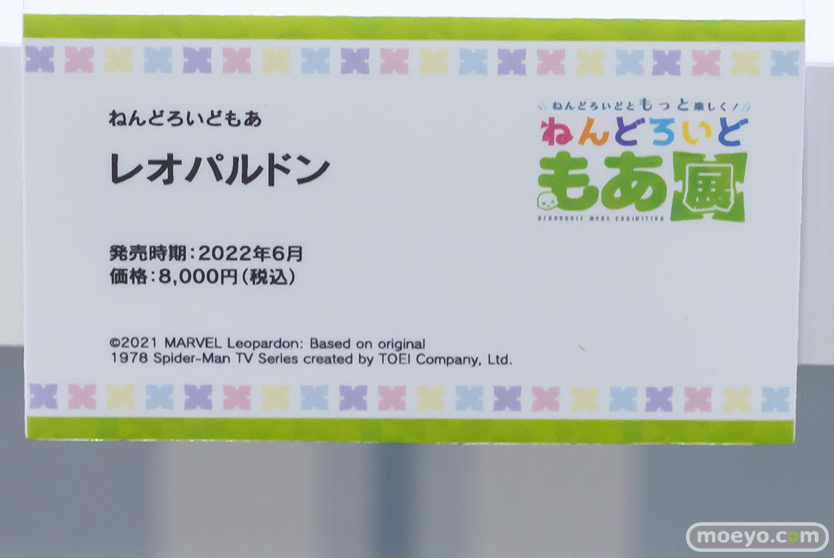 ねんどろいどもあ
レオパルドン
ねんどろいどともっと楽しく！
ねんどろいど
もあ展
NENDOROID MORE EXHIBITION
発売時期：2022年6月
価格：8,000円（税込）
©2021 MARVEL Leopardon: Based on original
1978 Spider-Man TV Series created by TOEI Company, Ltd.
moeyo.com